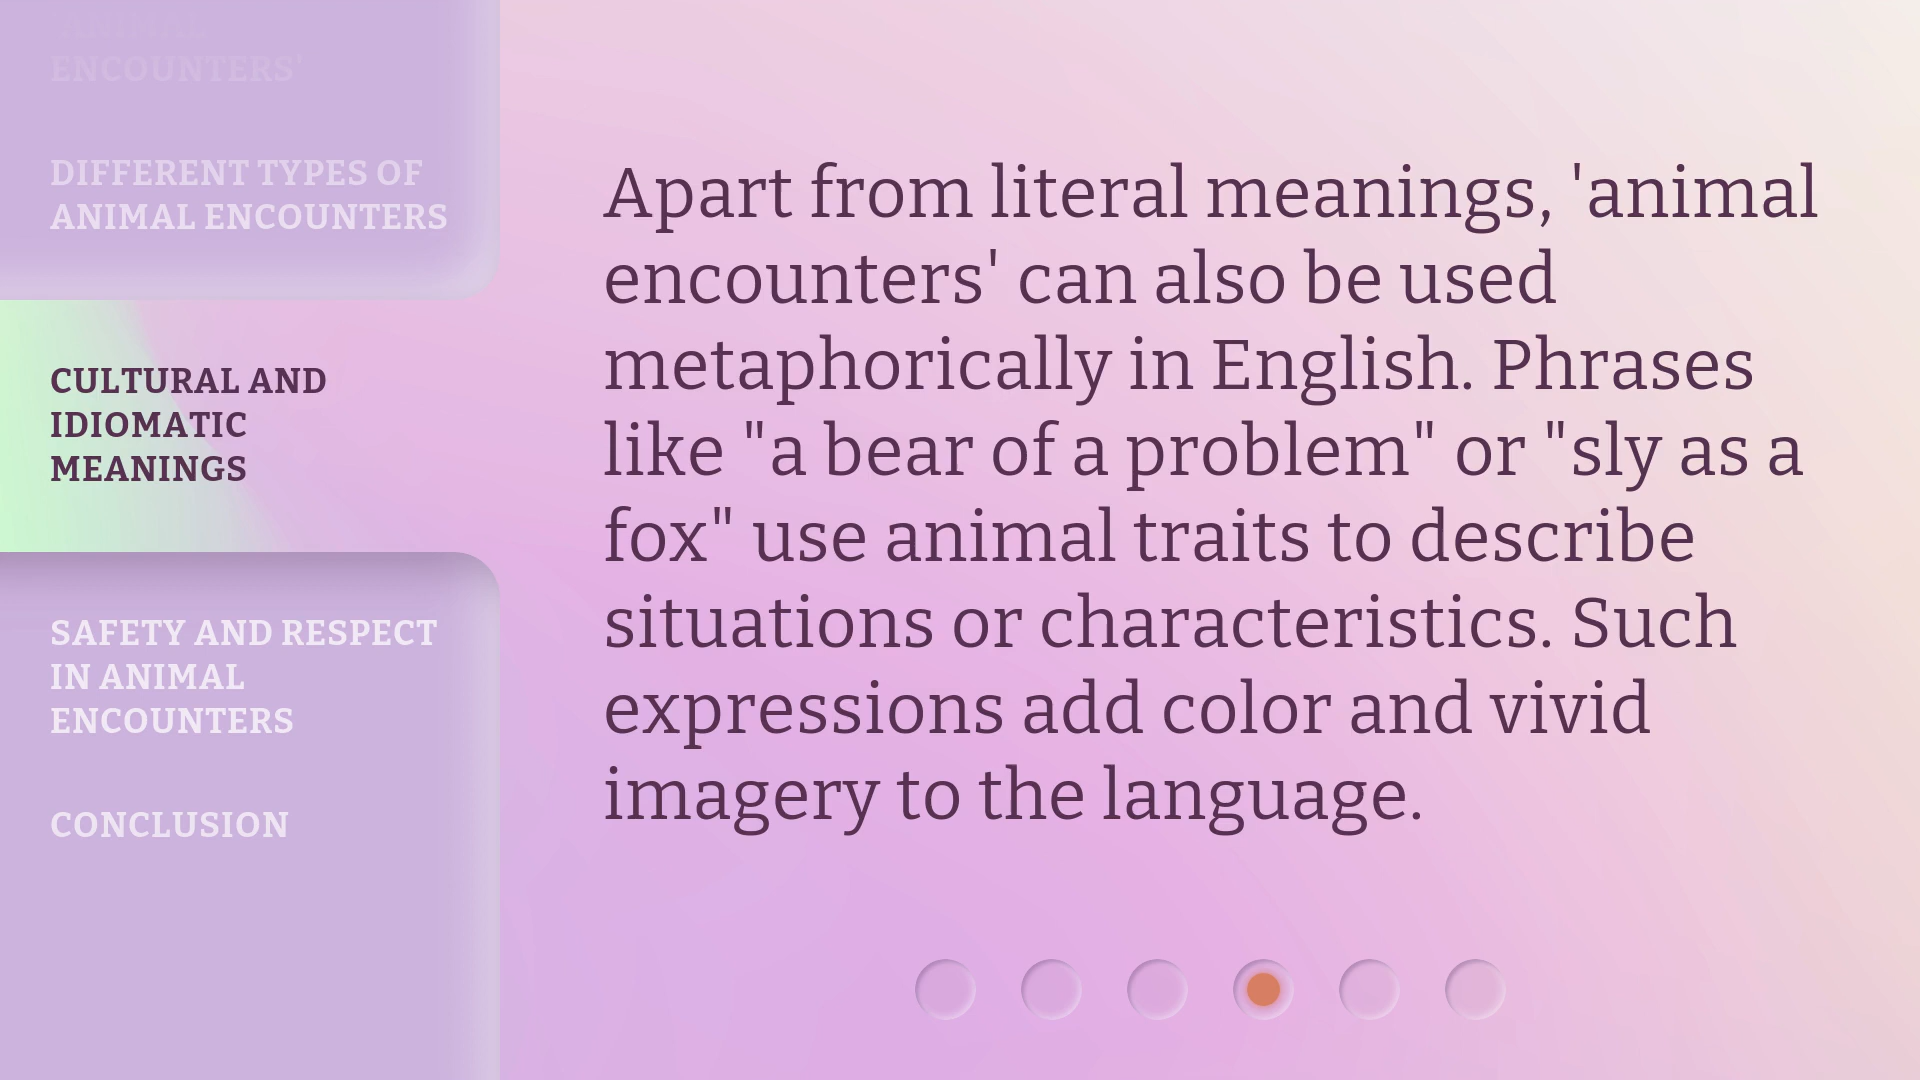 'ANIMAL
ENCOUNTERS'
DIFFERENT TYPES OF
ANIMAL ENCOUNTERS
CULTURAL AND
IDIOMATIC
MEANINGS
SAFETY AND RESPECT
IN ANIMAL
ENCOUNTERS
CONCLUSION
Apart from literal meanings, 'animal
encounters' can also be used
metaphorically in English. Phrases
like "a bear of a problem" or "sly as a
fox" use animal traits to describe
situations or characteristics. Such
expressions add color and vivid
imagery to the language.